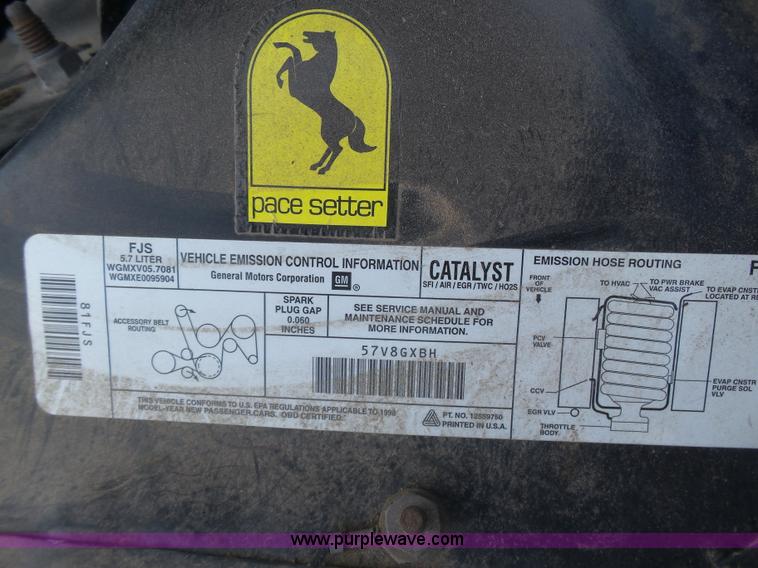 pace setter
81FJS
FJS
5.7 LITER
WGMXV05.7081
WGMXE0095904
VEHICLE EMISSION CONTROL INFORMATION
General Motors Corporation GM
CATALYST
SFI / AIR / EGR / TWC / HO2S
ACCESSORY BELT
ROUTING
SPARK
PLUG GAP
0.060
INCHES
SEE SERVICE MANUAL AND
MAINTENANCE SCHEDULE FOR
MORE INFORMATION
57V8GXBH
THIS VEHICLE CONFORMS TO U.S. EPA REGULATIONS APPLICABLE TO 1998
MODEL-YEAR NEW PASSENGER CARS. OBD CERTIFIED.
PT. NO. 12559750
PRINTED IN U.S.A.
EMISSION HOSE ROUTING
F
FRONT OF
VEHICLE
TO HVAC
TO PWR BRAKE
VAC ASSIST
TO EVAP CNSTR
LOCATED AT RE
PCV
VALVE
CCV
EGR VLV
THROTTLE
BODY
EVAP CNSTR
PURGE SOL
VLV
www.purplewave.com